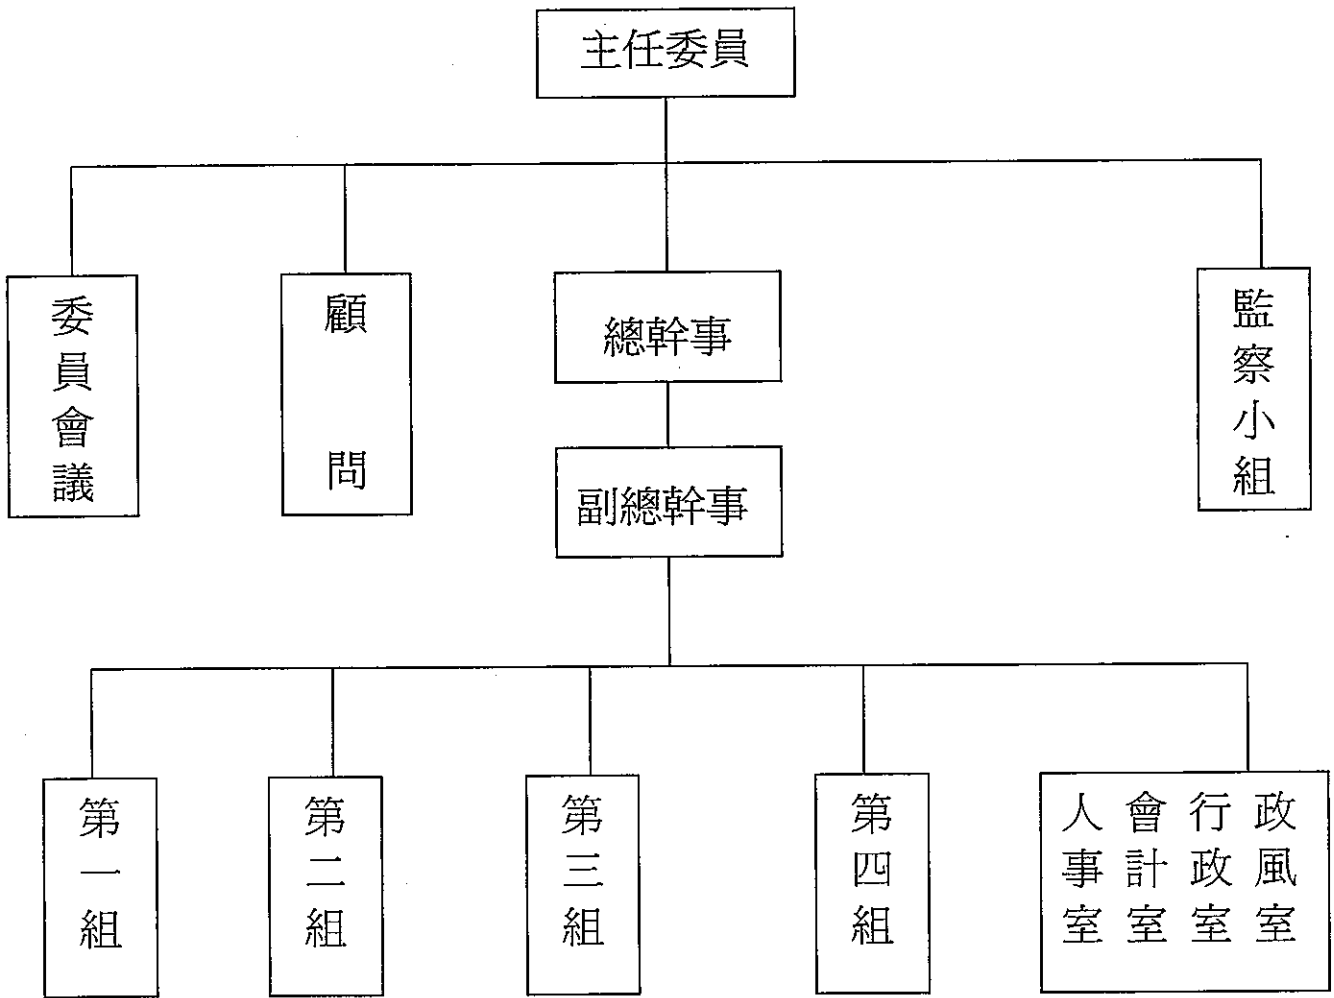 主任委員
委員會議
顧問
總幹事
監察小組
副總幹事
第一組
第二組
第三組
第四組
人事室
會計室
行政室
政風室